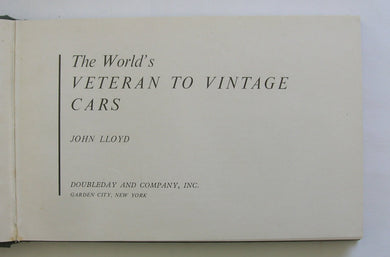 The World's
VETERAN TO VINTAGE
CARS
JOHN LLOYD
DOUBLEDAY AND COMPANY, INC.
GARDEN CITY, NEW YORK